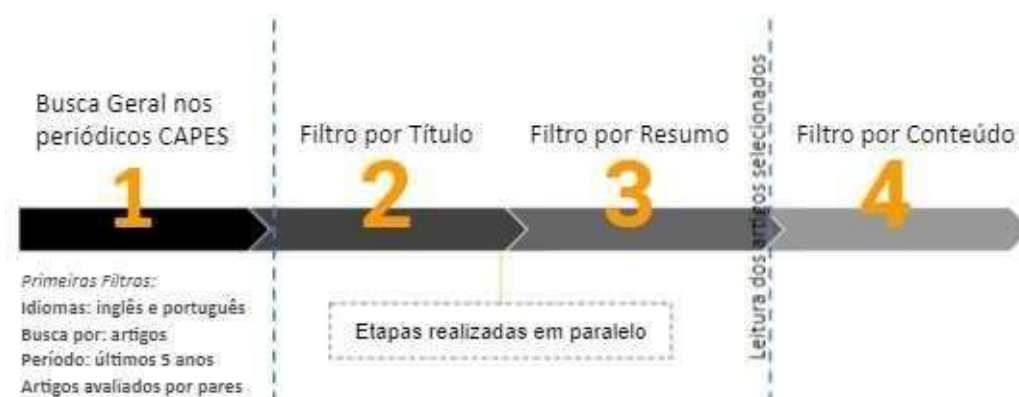 Busca Geral nos
periódicos CAPES
1
Primeiros Filtros:
Idiomas: inglês e português
Busca por: artigos
Período: últimos 5 anos
Artigos avaliados por pares
Filtro por Título
2
Filtro por Resumo
3
Etapas realizadas em paralelo
Leitura dos artigos selecionados
Filtro por Conteúdo
4